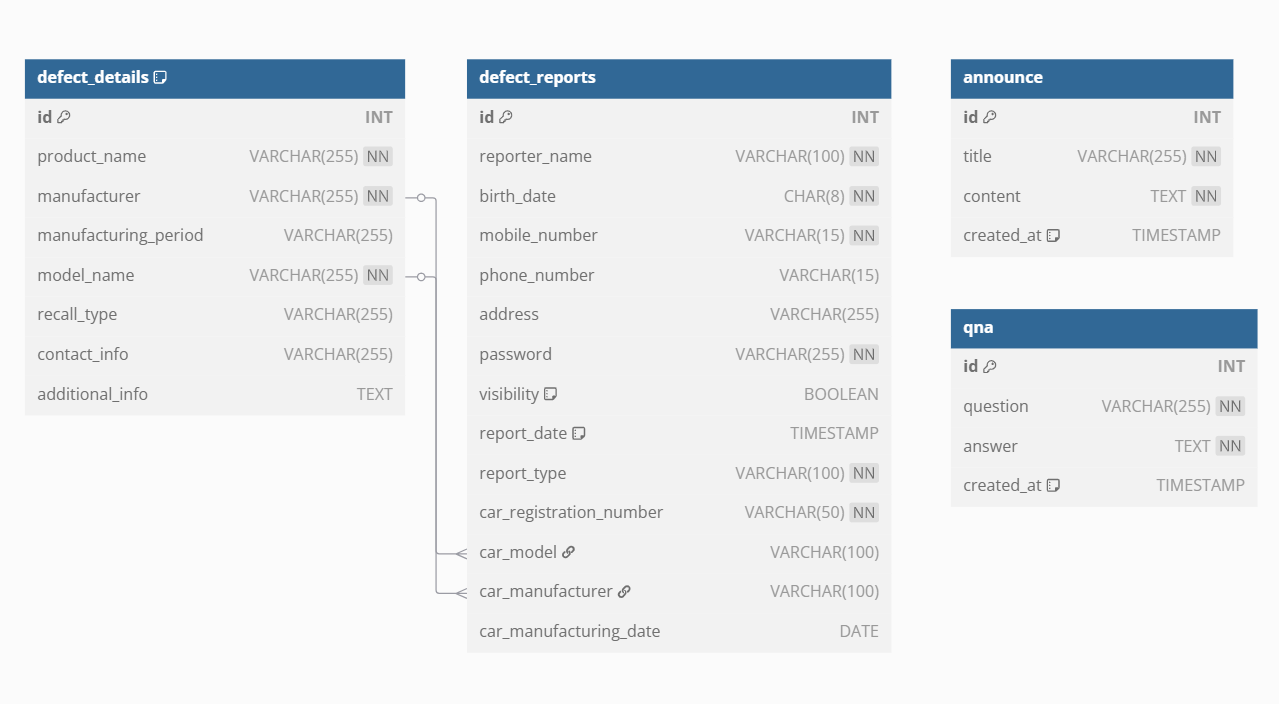 defect_details
id INT
product_name VARCHAR(255) NN
manufacturer VARCHAR(255) NN
manufacturing_period VARCHAR(255)
model_name VARCHAR(255) NN
recall_type VARCHAR(255)
contact_info VARCHAR(255)
additional_info TEXT
defect_reports
id INT
reporter_name VARCHAR(100) NN
birth_date CHAR(8) NN
mobile_number VARCHAR(15) NN
phone_number VARCHAR(15)
address VARCHAR(255)
password VARCHAR(255) NN
visibility BOOLEAN
report_date TIMESTAMP
report_type VARCHAR(100) NN
car_registration_number VARCHAR(50) NN
car_model VARCHAR(100)
car_manufacturer VARCHAR(100)
car_manufacturing_date DATE
announce
id INT
title VARCHAR(255) NN
content TEXT NN
created_at TIMESTAMP
qna
id INT
question VARCHAR(255) NN
answer TEXT NN
created_at TIMESTAMP